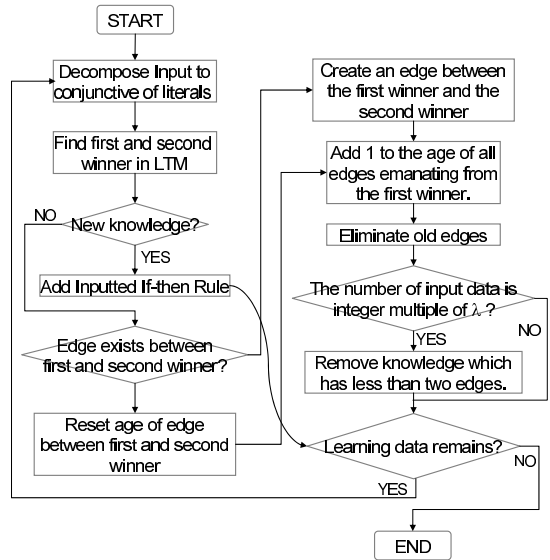 START
Decompose Input to
conjunctive of literals
Find first and second
winner in LTM
NO
New knowledge?
YES
Add Inputted If-then Rule
Edge exists between
first and second winner?
Reset age of edge
between first and second
winner
Create an edge between
the first winner and the
second winner
Add 1 to the age of all
edges emanating from
the first winner.
Eliminate old edges
The number of input data is
integer multiple of λ ?
NO
YES
Remove knowledge which
has less than two edges.
Learning data remains?
NO
YES
END